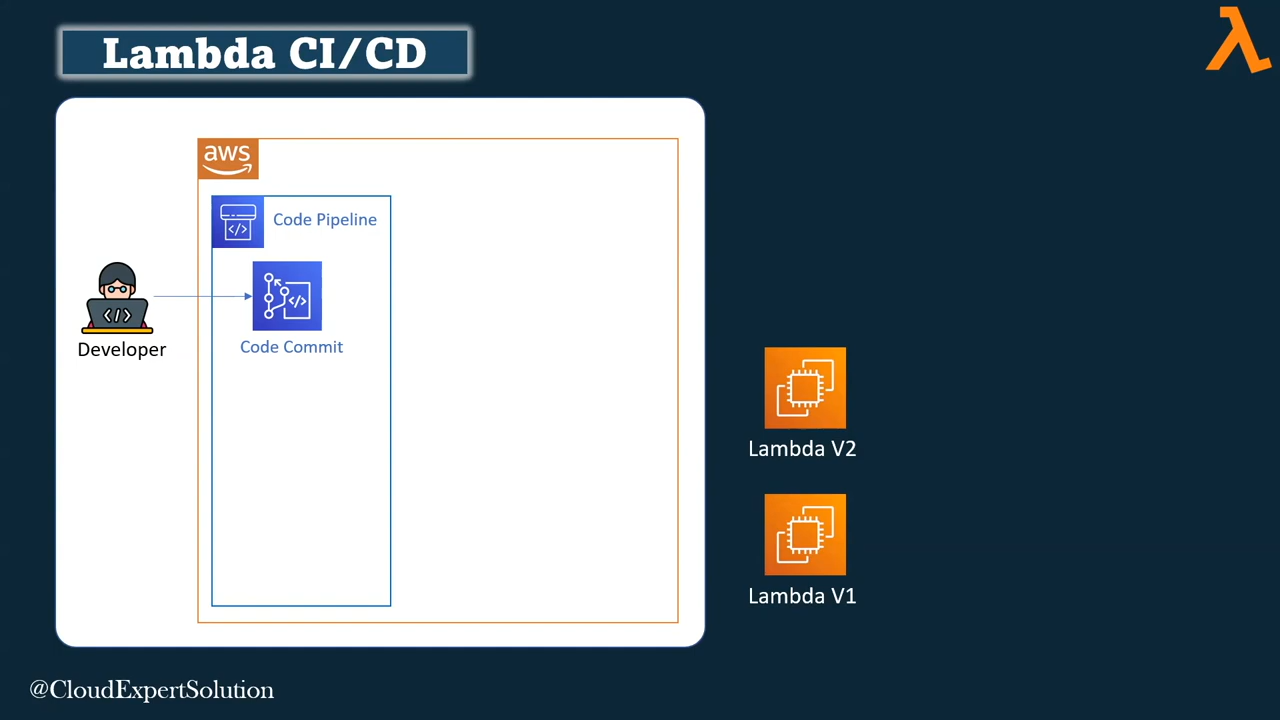 Lambda CI/CD
aws
Code Pipeline
</>
</>
</>
Developer
Code Commit
Lambda V2
Lambda V1
@CloudExpertSolution